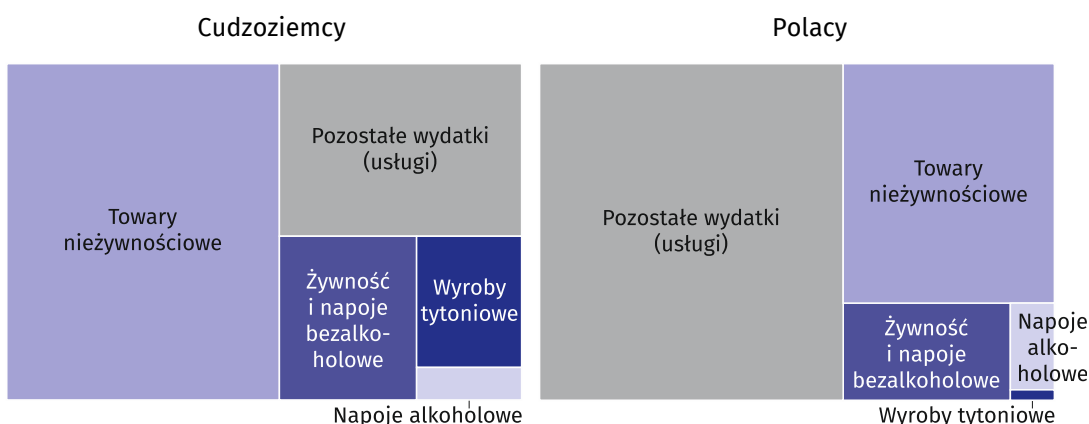 Cudzoziemcy
Towary
nieżywnościowe
Pozostałe wydatki
(usługi)
Żywność
i napoje
bezalko-
holowe
Wyroby
tytoniowe
Napoje alkoholowe
Polacy
Pozostałe wydatki
(usługi)
Towary
nieżywnościowe
Żywność
i napoje
bezalkoholowe
Napoje
alko-
holowe
Wyroby tytoniowe